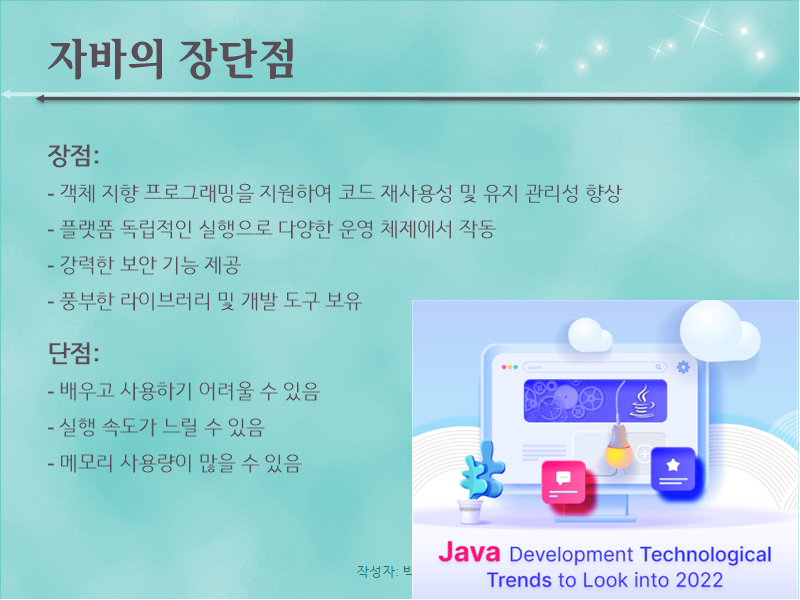 자바의 장단점
장점:
- 객체 지향 프로그래밍을 지원하여 코드 재사용성 및 유지 관리성 향상
- 플랫폼 독립적인 실행으로 다양한 운영 체제에서 작동
- 강력한 보안 기능 제공
- 풍부한 라이브러리 및 개발 도구 보유
단점:
- 배우고 사용하기 어려울 수 있음
- 실행 속도가 느릴 수 있음
- 메모리 사용량이 많을 수 있음
작성자:
Java Development Technological
Trends to Look into 2022